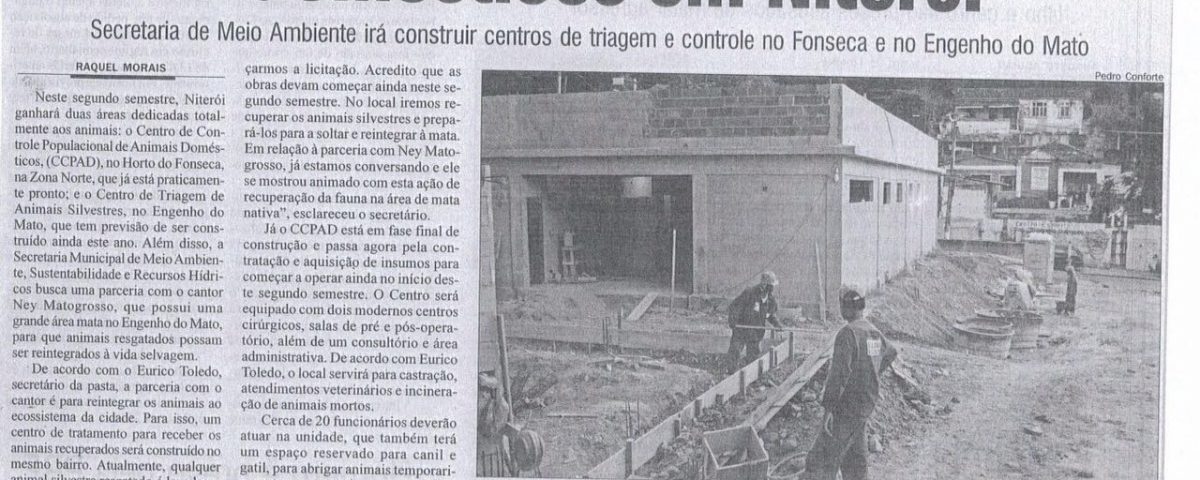 Secretaria de Meio Ambiente irá construir centros de triagem e controle no Fonseca e no Engenho do Mato
RAQUEL MORAIS
Neste segundo semestre, Niterói
ganhará duas áreas dedicadas total-
mente aos animais: o Centro de Con-
trole Populacional de Animais Domés-
ticos, (CCPAD), no Horto do Fonseca,
na Zona Norte, que já está praticamen-
te pronto; e o Centro de Triagem de
Animais Silvestres, no Engenho do
Mato, que tem previsão de ser cons-
truído ainda este ano. Além disso, a
Secretaria Municipal de Meio Ambien-
te, Sustentabilidade e Recursos Hídri-
cos busca uma parceria com o cantor
Ney Matogrosso, que possui uma
grande área mata no Engenho do Mato,
para que animais resgatados possam
ser reintegrados à vida selvagem.
De acordo com o Eurico Toledo,
secretário da pasta, a parceria com o
cantor é para reintegrar os animais ao
ecossistema da cidade. Para isso, um
centro de tratamento para receber os
animais recuperados será construído no
mesmo bairro. Atualmente, qualquer
çarmos a licitação. Acredito que as
obras devam começar ainda neste se-
gundo semestre. No local iremos re-
cuperar os animais silvestres e prepa-
rá-los para a soltar e reintegrar à mata.
Em relação à parceria com Ney Mato-
grosso, já estamos conversando e ele
se mostrou animado com esta ação de
recuperação da fauna na área de mata
nativa”, esclareceu o secretário.
Já o CCPAD está em fase final de
construção e passa agora pela con-
tratação e aquisição de insumos para
começar a operar ainda no início des-
te segundo semestre. O Centro será
equipado com dois modernos centros
cirúrgicos, salas de pré e pós-opera-
tório, além de um consultório e área
administrativa. De acordo com Eurico
Toledo, o local servirá para castração,
atendimentos veterinários e incinera-
ção de animais mortos.
Cerca de 20 funcionários deverão
atuar na unidade, que também terá
um espaço reservado para canil e
gatil, para abrigar animais temporari-
Pedro Conforte